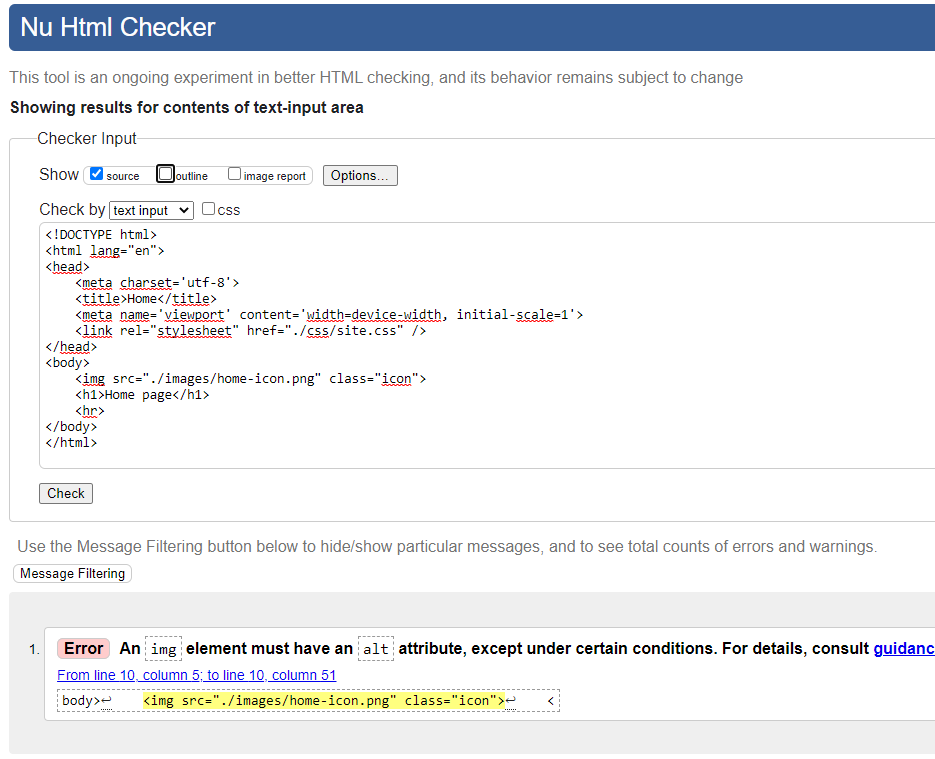 Nu Html Checker
This tool is an ongoing experiment in better HTML checking, and its behavior remains subject to change
Showing results for contents of text-input area
Checker Input
Show source outline image report Options...
Check by text input css
<!DOCTYPE html>
<html lang="en">
<head>
    <meta charset='utf-8'>
    <title>Home</title>
    <meta name='viewport' content='width=device-width, initial-scale=1'>
    <link rel="stylesheet" href="./css/site.css" />
</head>
<body>
    <img src="./images/home-icon.png" class="icon">
    <h1>Home page</h1>
    <hr>
</body>
</html>
Check
Use the Message Filtering button below to hide/show particular messages, and to see total counts of errors and warnings.
Message Filtering
1. Error An img element must have an alt attribute, except under certain conditions. For details, consult guidanc
From line 10, column 5; to line 10, column 51
body>↩    <img src="./images/home-icon.png" class="icon">↩    <